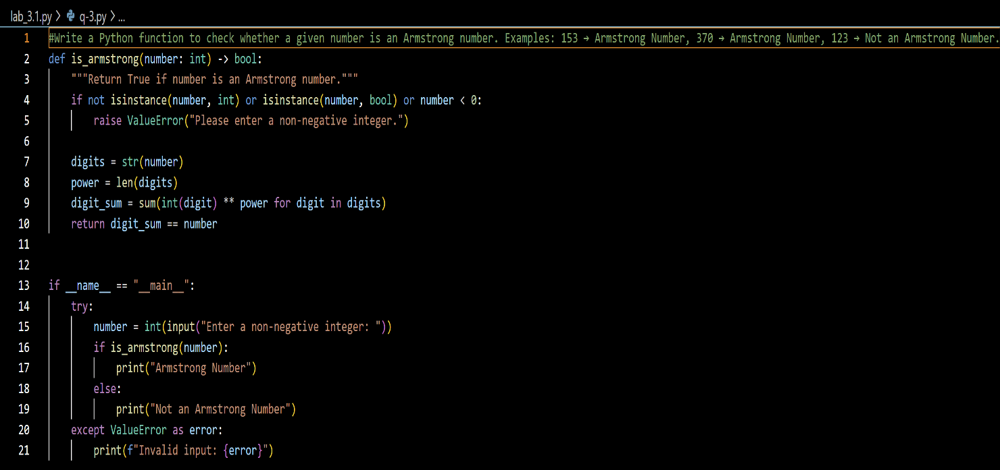 lab_3.1.py > q-3.py > ...
1 #Write a Python function to check whether a given number is an Armstrong number. Examples: 153 → Armstrong Number, 370 → Armstrong Number, 123 → Not an Armstrong Number.
2 def is_armstrong(number: int) -> bool:
3     """Return True if number is an Armstrong number."""
4     if not isinstance(number, int) or isinstance(number, bool) or number < 0:
5         raise ValueError("Please enter a non-negative integer.")
6
7     digits = str(number)
8     power = len(digits)
9     digit_sum = sum(int(digit) ** power for digit in digits)
10     return digit_sum == number
11
12
13 if __name__ == "__main__":
14     try:
15         number = int(input("Enter a non-negative integer: "))
16         if is_armstrong(number):
17             print("Armstrong Number")
18         else:
19             print("Not an Armstrong Number")
20     except ValueError as error:
21         print(f"Invalid input: {error}")